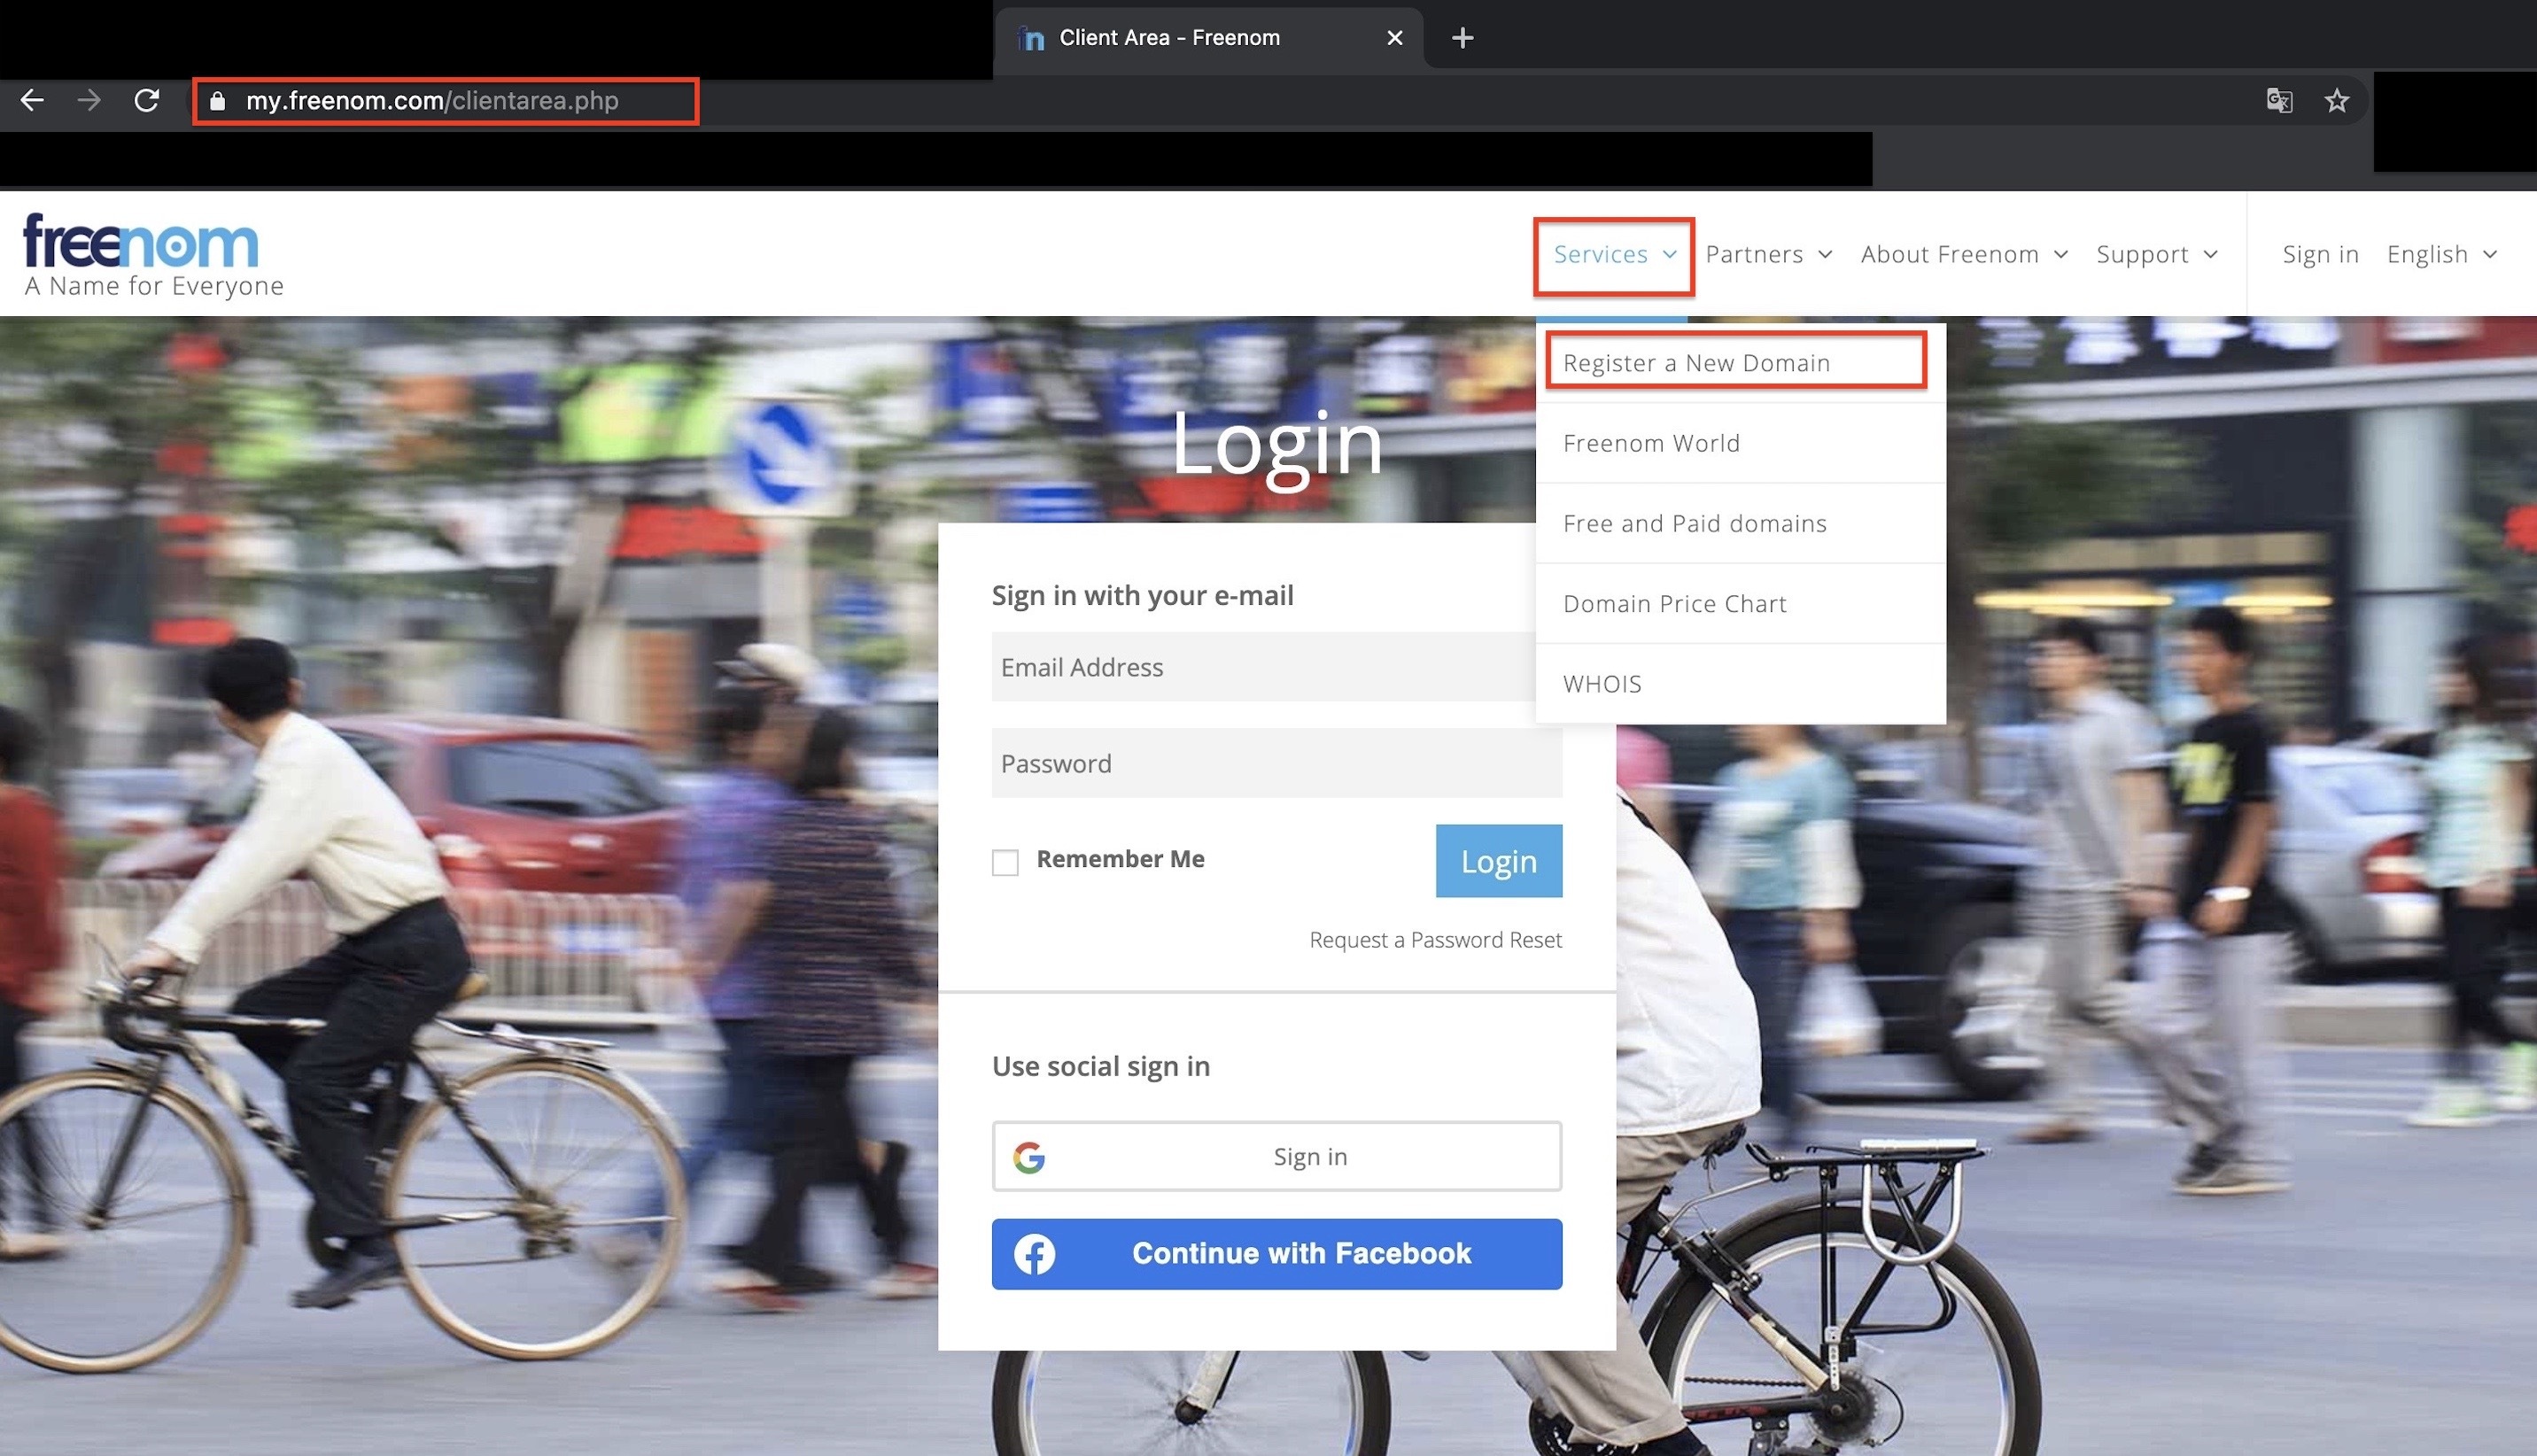 Client Area - Freenom
my.freenom.com/clientarea.php
freenom
A Name for Everyone
Services Partners About Freenom Support Sign in English
Register a New Domain
Freenom World
Free and Paid domains
Domain Price Chart
WHOIS
Login
Sign in with your e-mail
Email Address
Password
Remember Me
Login
Request a Password Reset
Use social sign in
Sign in
Continue with Facebook